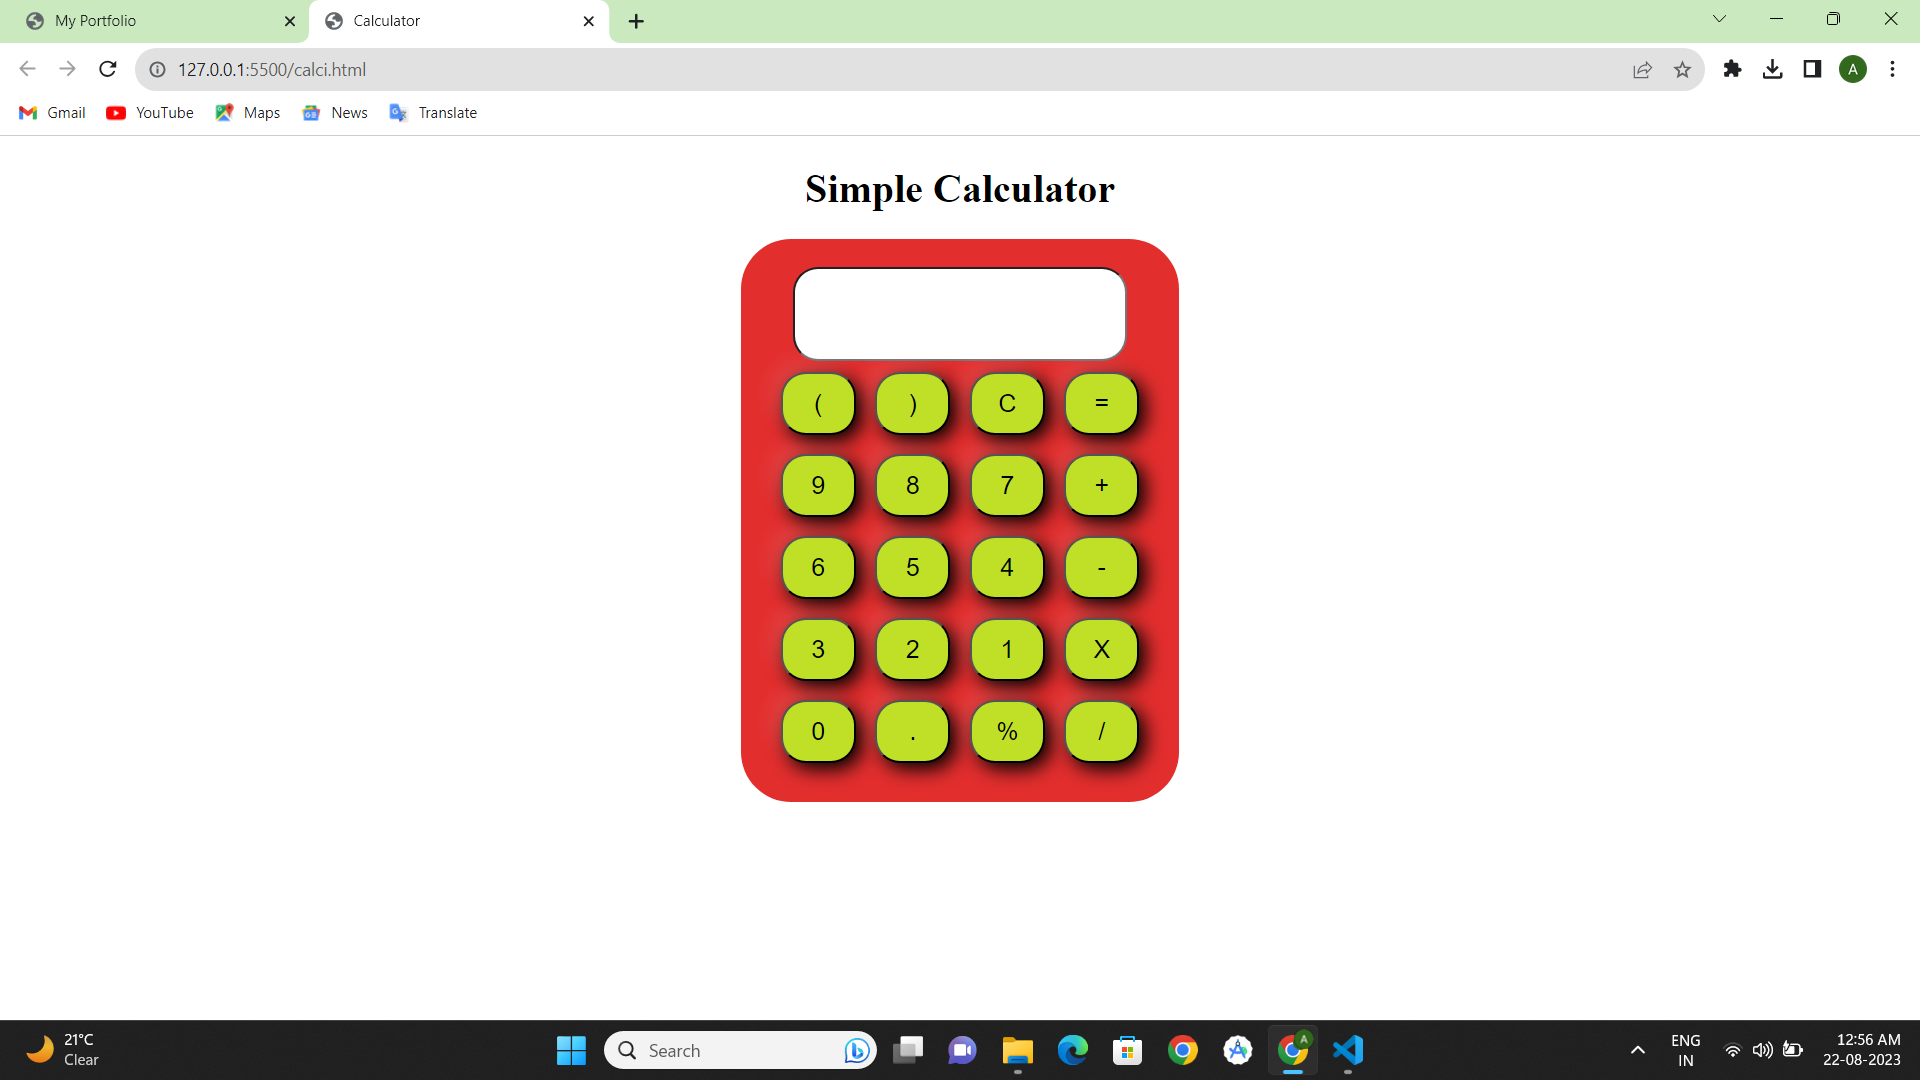 My Portfolio
Calculator
127.0.0.1:5500/calci.html
A
Gmail
YouTube
Maps
News
Translate
Simple Calculator
( ) C =
9 8 7 +
6 5 4 -
3 2 1 X
0 . % /
21°C
Clear
Search
A
ENG
IN
12:56 AM
22-08-2023